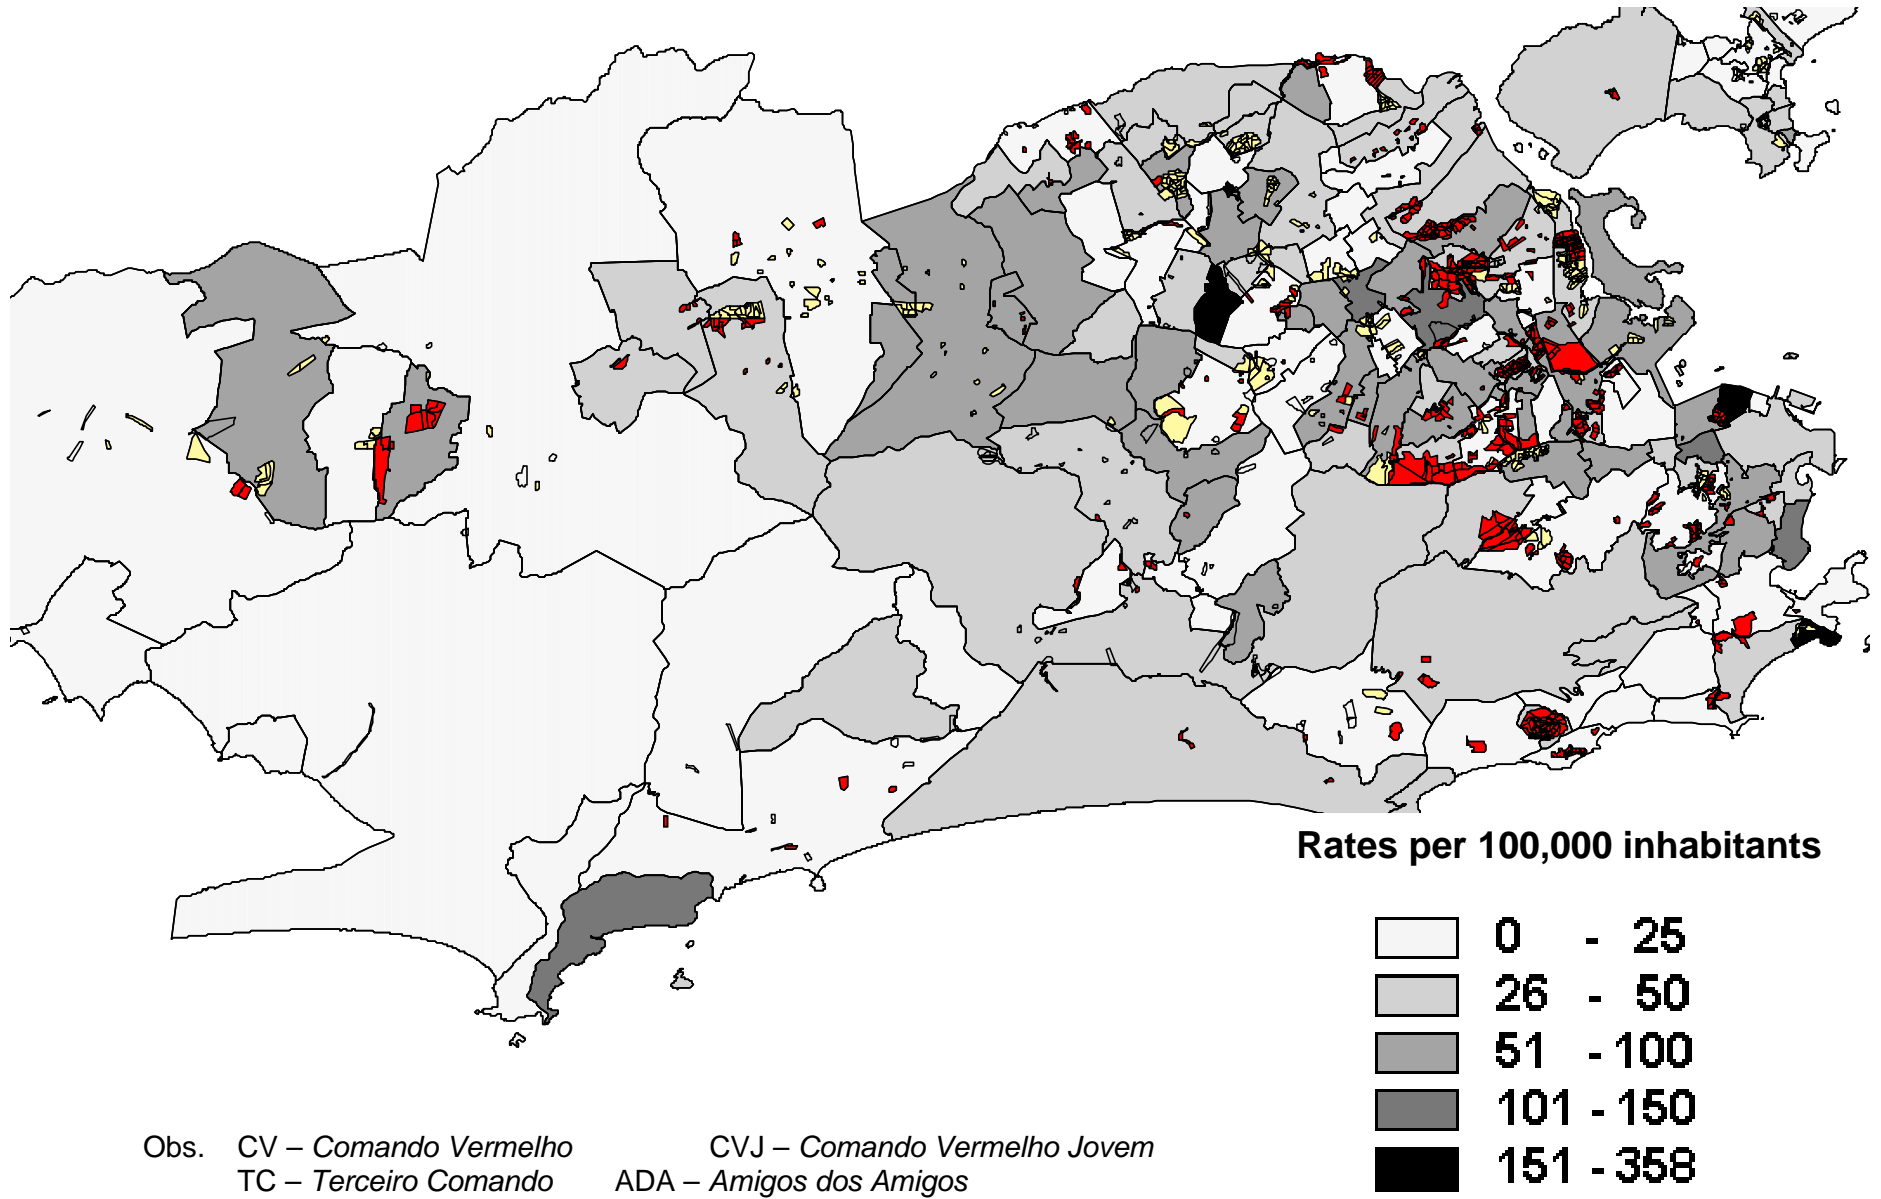 Rates per 100,000 inhabitants
0 - 25
26 - 50
51 - 100
101 - 150
151 - 358
Obs. CV – Comando Vermelho CVJ – Comando Vermelho Jovem
TC – Terceiro Comando ADA – Amigos dos Amigos